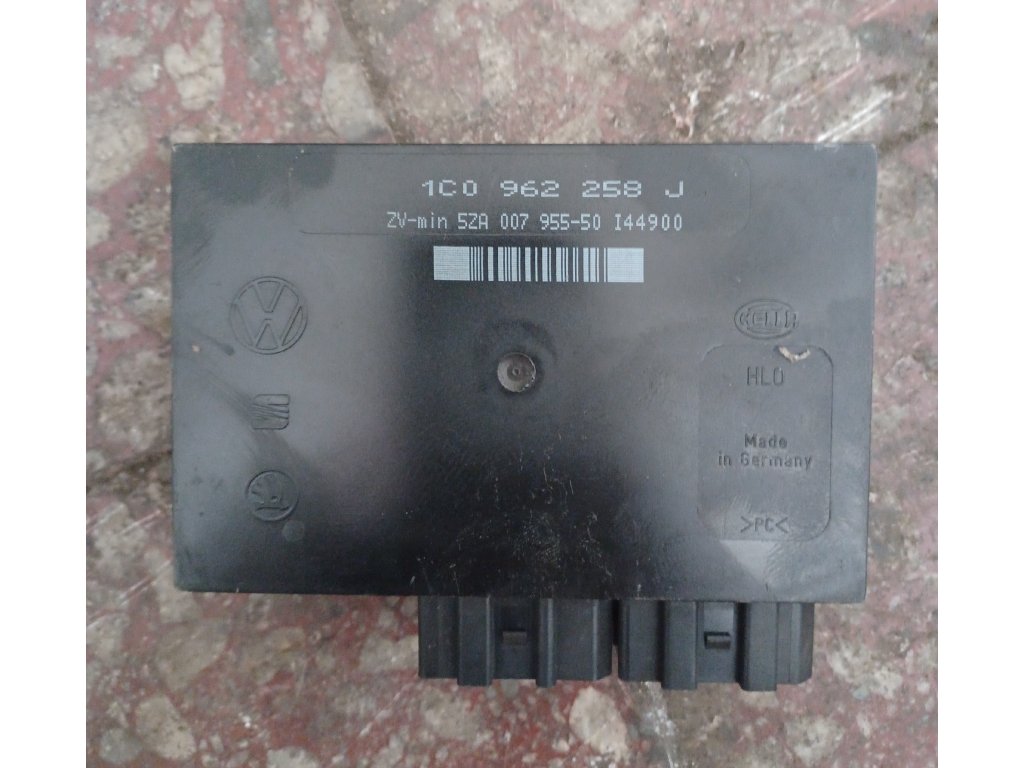 1C0 962 258 J
ZV-min 5ZA 007 955-50 I44900
HELLA
HLO
Made
in Germany
>PC<